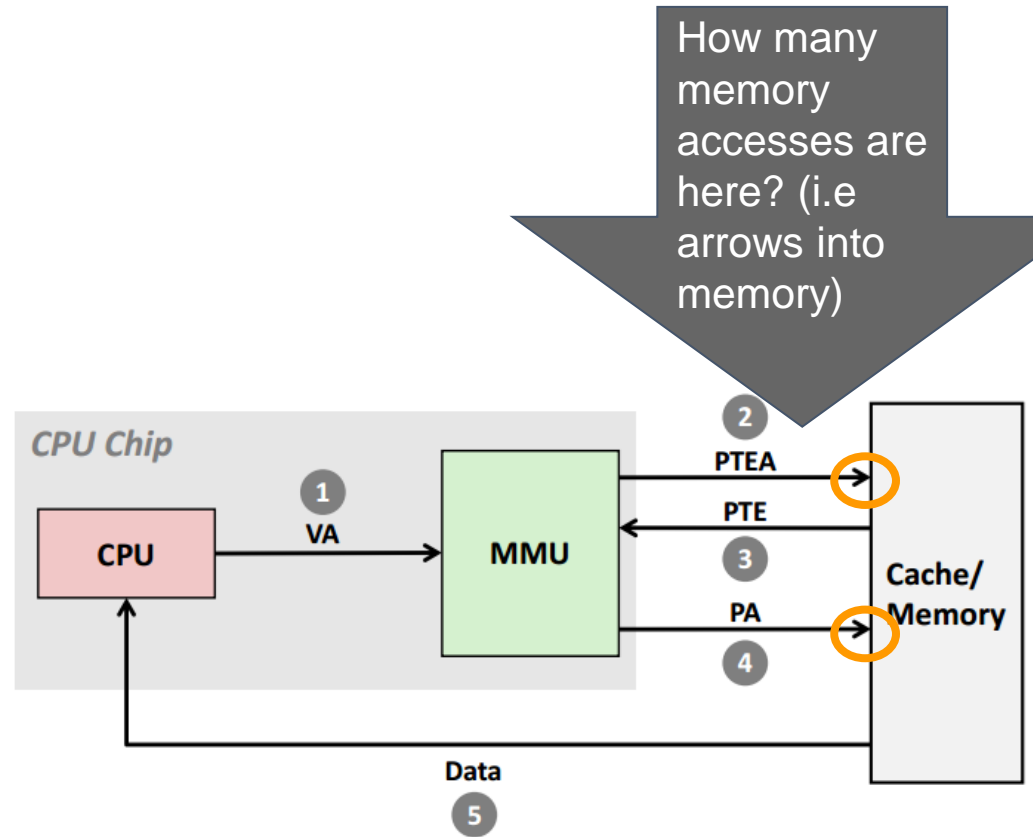 How many
memory
accesses are
here? (i.e
arrows into
memory)
CPU Chip
2
PTEA
1
VA
PTE
3
CPU
MMU
Cache/
Memory
PA
4
Data
5